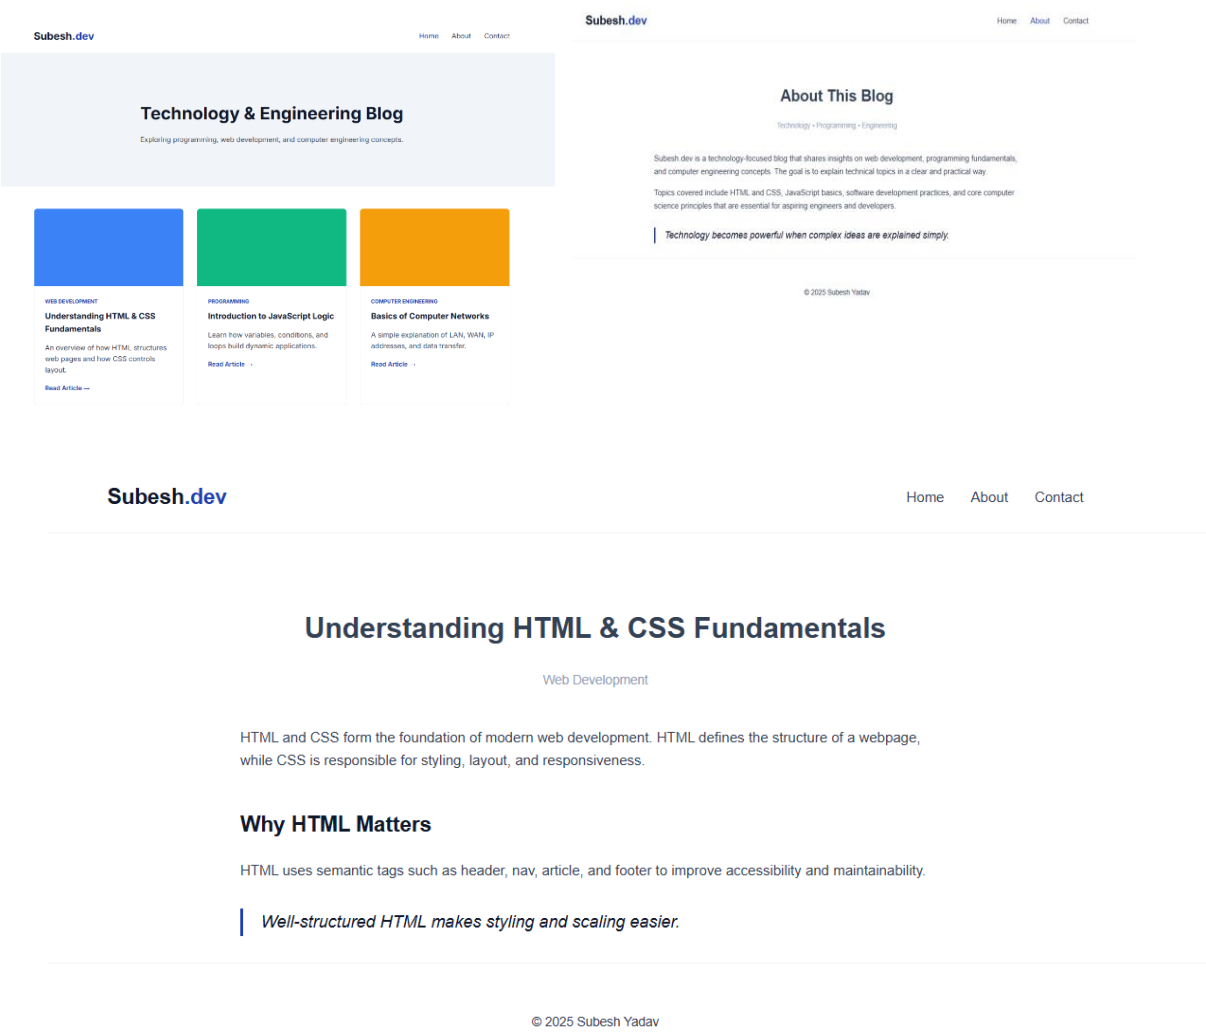 Subesh.dev
Home About Contact
Technology & Engineering Blog
Exploring programming, web development, and computer engineering concepts.
WEB DEVELOPMENT
Understanding HTML & CSS
Fundamentals
An overview of how HTML structures
web pages and how CSS controls
layout.
Read Article →
PROGRAMMING
Introduction to JavaScript Logic
Learn how variables, conditions, and
loops build dynamic applications.
Read Article →
COMPUTER ENGINEERING
Basics of Computer Networks
A simple explanation of LAN, WAN, IP
addresses, and data transfer.
Read Article →
Subesh.dev
Home About Contact
About This Blog
Technology • Programming • Engineering
Subesh.dev is a technology-focused blog that shares insights on web development, programming fundamentals,
and computer engineering concepts. The goal is to explain technical topics in a clear and practical way.
Topics covered include HTML and CSS, JavaScript basics, software development practices, and core computer
science principles that are essential for aspiring engineers and developers.
Technology becomes powerful when complex ideas are explained simply.
© 2025 Subesh Yadav
Subesh.dev
Home About Contact
Understanding HTML & CSS Fundamentals
Web Development
HTML and CSS form the foundation of modern web development. HTML defines the structure of a webpage,
while CSS is responsible for styling, layout, and responsiveness.
Why HTML Matters
HTML uses semantic tags such as header, nav, article, and footer to improve accessibility and maintainability.
Well-structured HTML makes styling and scaling easier.
© 2025 Subesh Yadav